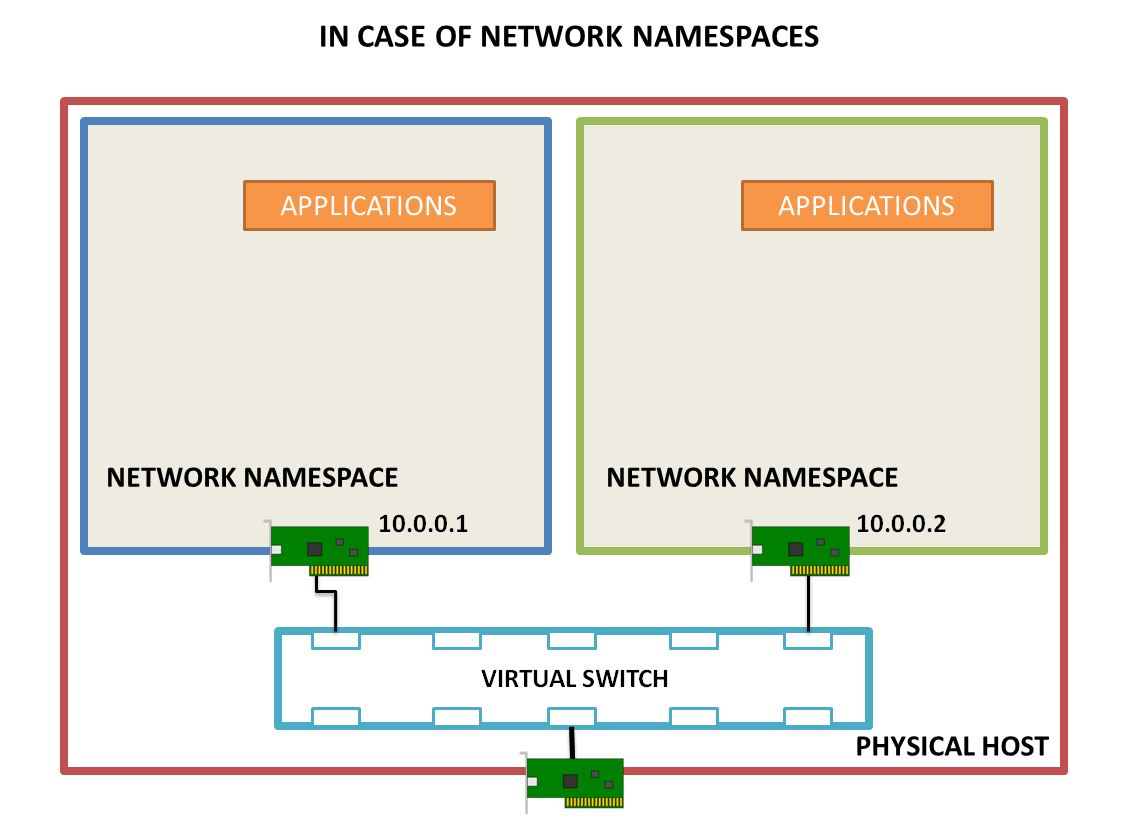 IN CASE OF NETWORK NAMESPACES
APPLICATIONS
APPLICATIONS
NETWORK NAMESPACE
NETWORK NAMESPACE
10.0.0.1
10.0.0.2
VIRTUAL SWITCH
PHYSICAL HOST